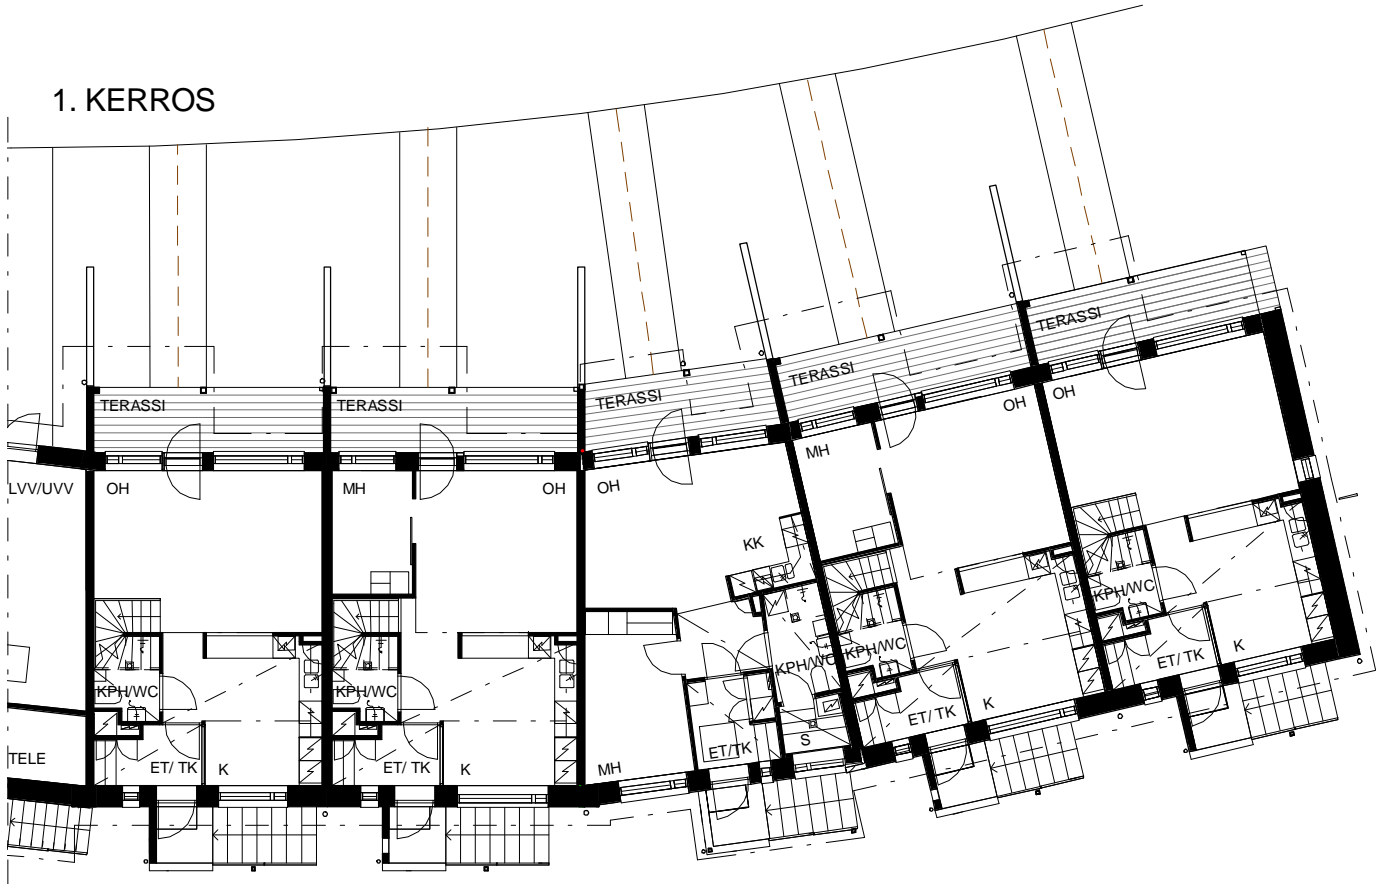 1. KERROS
TERASSI
TERASSI
TERASSI
TERASSI
TERASSI
LVV/UVV
OH
MH
OH
OH
MH
OH
OH
KK
KPH/WC
KPH/WC
KPH/WC
KPH/WC
KPH/WC
TELE
ET/ TK
K
ET/ TK
K
MH
ET/TK
S
ET/ TK
K
ET/ TK
K